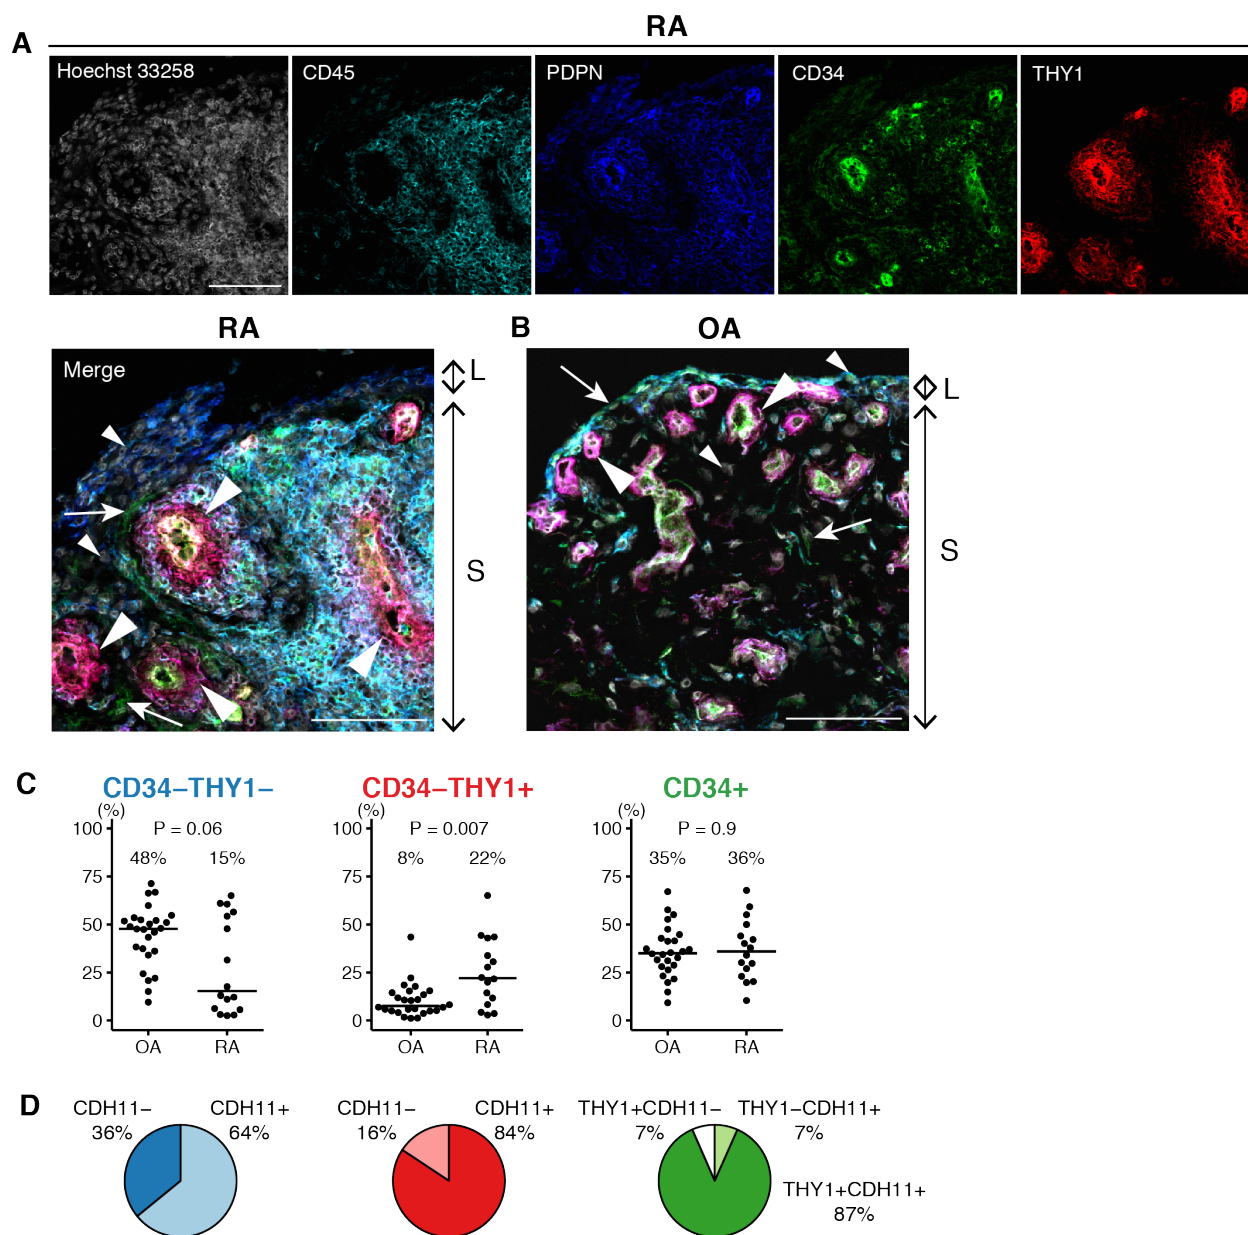 RA
A
Hoechst 33258 CD45 PDPN CD34 THY1
RA B OA
Merge
L L
S S
C
CD34–THY1– CD34–THY1+ CD34+
(%) (%) (%)
100 P = 0.06 100 P = 0.007 100 P = 0.9
48% 15% 8% 22% 35% 36%
75 75 75
50 50 50
25 25 25
0 0 0
OA RA OA RA OA RA
D
CDH11– CDH11+ CDH11– CDH11+ THY1+CDH11– THY1–CDH11+
36% 64% 16% 84% 7% 7%
THY1+CDH11+
87%